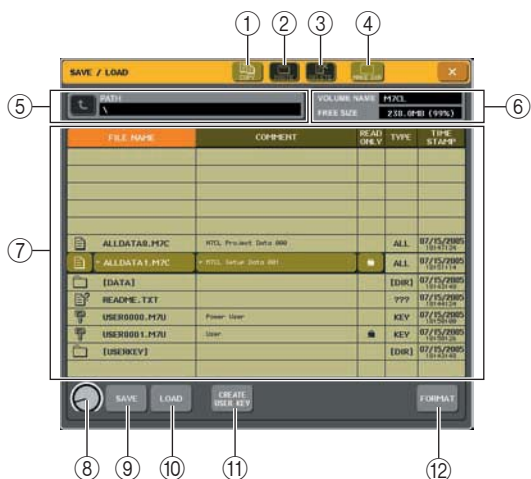 ① ② ③ ④
SAVE / LOAD COPY MAKE DIR ×
⑤ PATH \ VOLUME NAME M7CL ⑥
FREE SIZE 230.0MB (99%)
FILE NAME COMMENT READ ONLY TYPE TIME STAMP
⑦
ALLDATA0.M7C M7CL Project Data 000 ALL 07/15/2005
ALLDATA1.M7C M7CL Setup Data 001 ALL 07/15/2005
[DATA] [DIR] 07/15/2005
README.TXT ??? 07/15/2005
USER0000.M7U Power User KEY 07/15/2005
USER0001.M7U User KEY 07/15/2005
[USERKEY] [DIR] 07/15/2005
SAVE LOAD CREATE USER KEY FORMAT
⑧ ⑨ ⑩ ⑪ ⑫